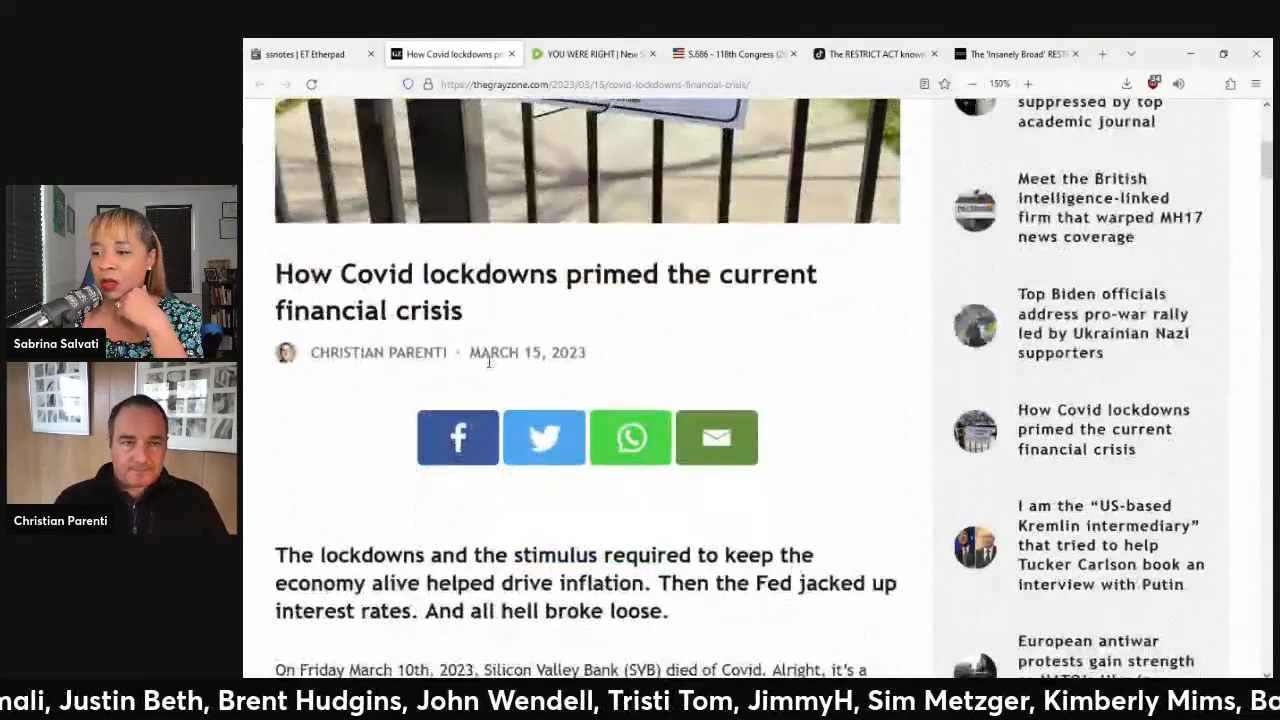 ssnotes | ET Etherpad
How Covid lockdowns pr
YOU WERE RIGHT | New S
S.686 - 118th Congress (20
The RESTRICT ACT known
The 'Insanely Broad' REST
https://thegrayzone.com/2023/03/15/covid-lockdowns-financial-crisis/
150%
suppressed by top
academic journal
Meet the British
intelligence-linked
firm that warped MH17
news coverage
Top Biden officials
address pro-war rally
led by Ukrainian Nazi
supporters
How Covid lockdowns
primed the current
financial crisis
I am the “US-based
Kremlin intermediary”
that tried to help
Tucker Carlson book an
interview with Putin
European antiwar
protests gain strength
How Covid lockdowns primed the current
financial crisis
CHRISTIAN PARENTI · MARCH 15, 2023
The lockdowns and the stimulus required to keep the
economy alive helped drive inflation. Then the Fed jacked up
interest rates. And all hell broke loose.
On Friday March 10th, 2023, Silicon Valley Bank (SVB) died of Covid. Alright, it’s a
Sabrina Salvati
Christian Parenti
mali, Justin Beth, Brent Hudgins, John Wendell, Tristi Tom, JimmyH, Sim Metzger, Kimberly Mims, Ba